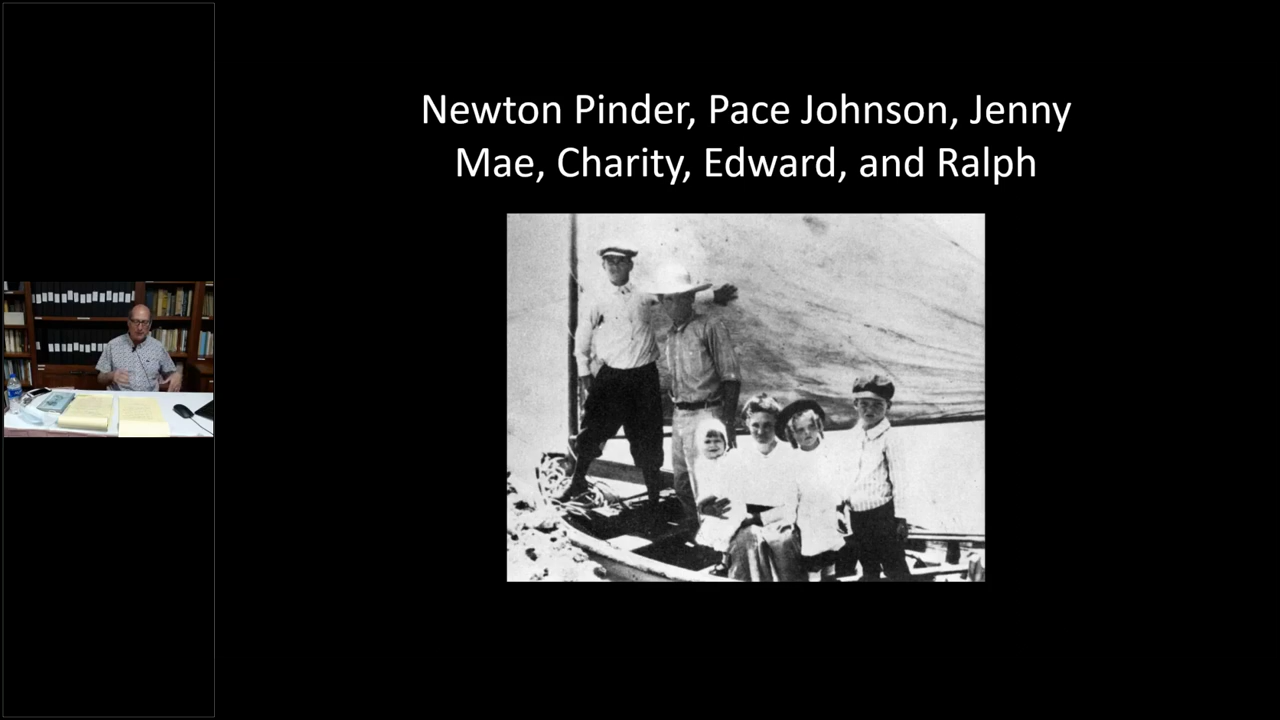 Newton Pinder, Pace Johnson, Jenny
Mae, Charity, Edward, and Ralph